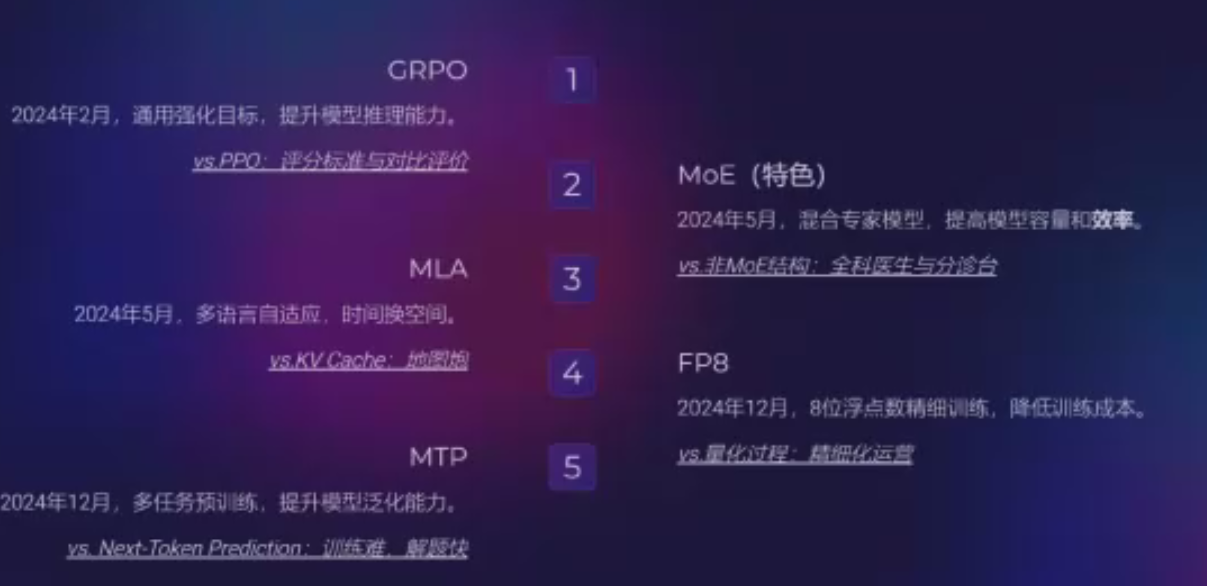 GRPO
1
2024年2月，通用强化目标，提升模型推理能力。
vs.PPO：评分标准与对比评价
2
MoE（特色）
2024年5月，混合专家模型，提高模型容量和效率。
vs.非MoE结构：全科医生与分诊台
MLA
3
2024年5月，多语言自适应，时间换空间。
vs.KV Cache：地图炮
4
FP8
2024年12月，8位浮点数精细训练，降低训练成本。
vs.量化过程：精细化运营
MTP
5
2024年12月，多任务预训练，提升模型泛化能力。
vs. Next-Token Prediction：训练难，解题快